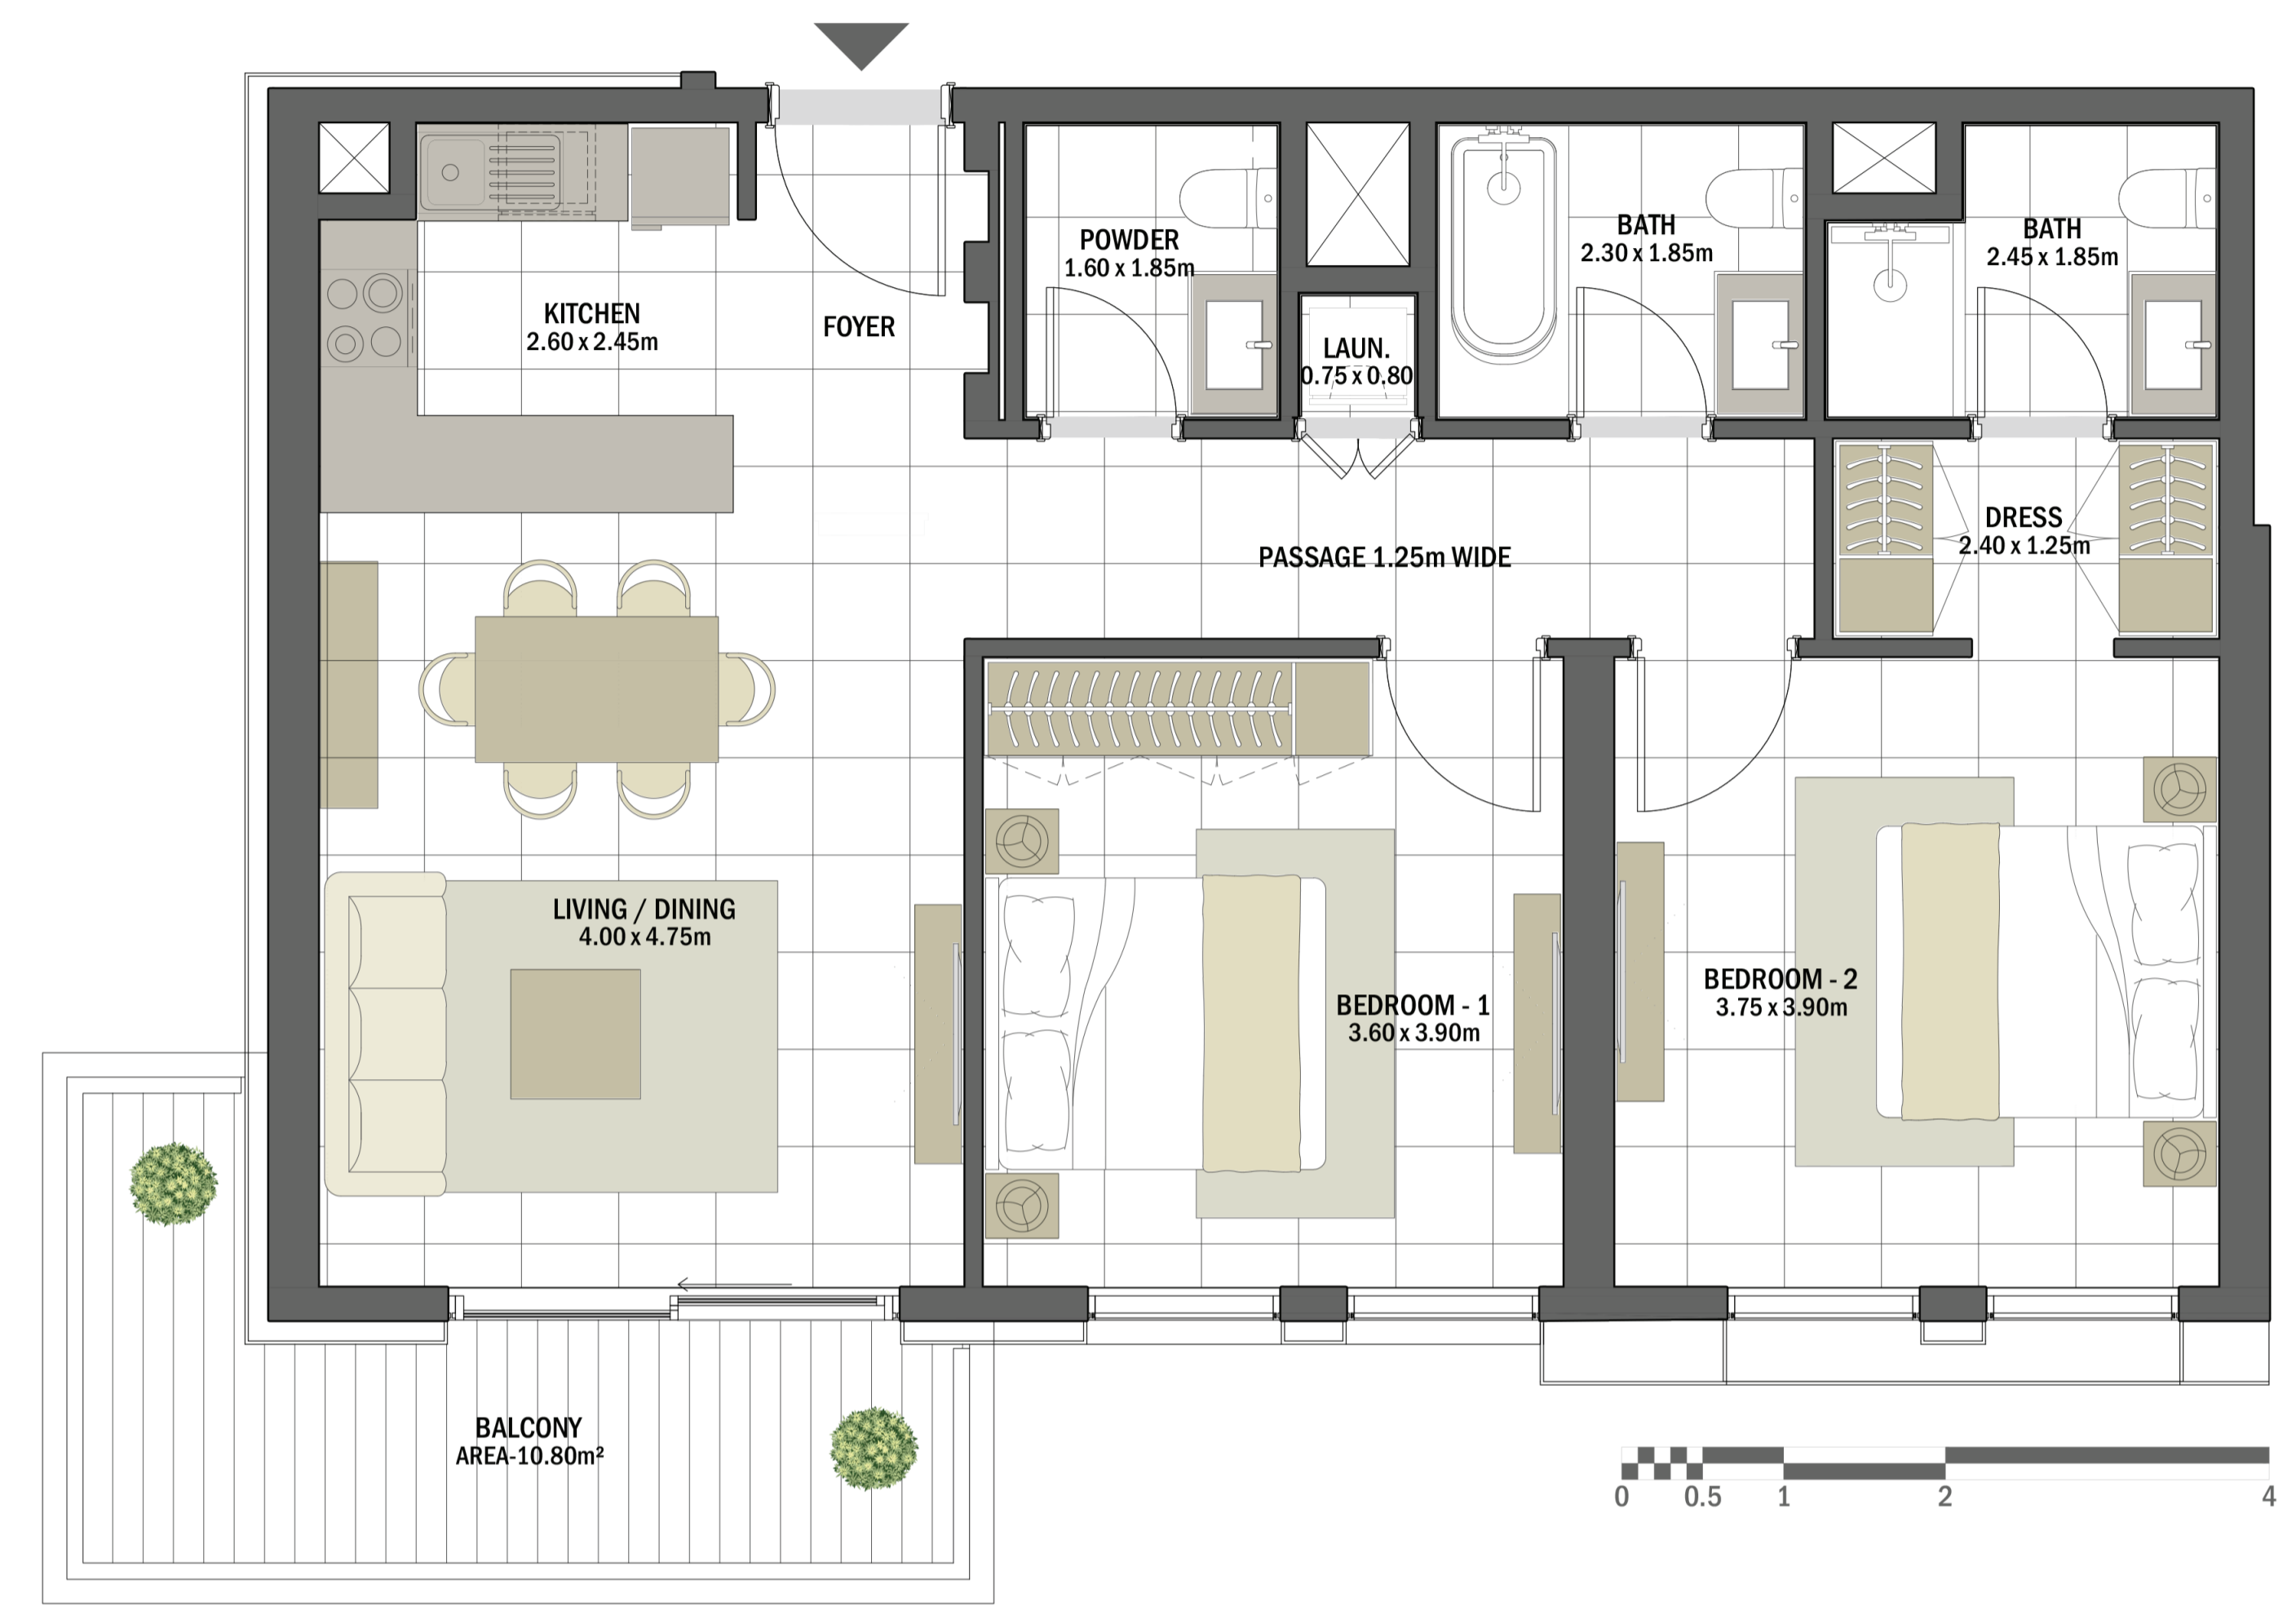 POWDER
1.60 x 1.85m
BATH
2.30 x 1.85m
BATH
2.45 x 1.85m
KITCHEN
2.60 x 2.45m
FOYER
LAUN.
0.75 x 0.80
DRESS
2.40 x 1.25m
PASSAGE 1.25m WIDE
LIVING / DINING
4.00 x 4.75m
BEDROOM - 1
3.60 x 3.90m
BEDROOM - 2
3.75 x 3.90m
BALCONY
AREA-10.80m²
0 0.5 1 2 4